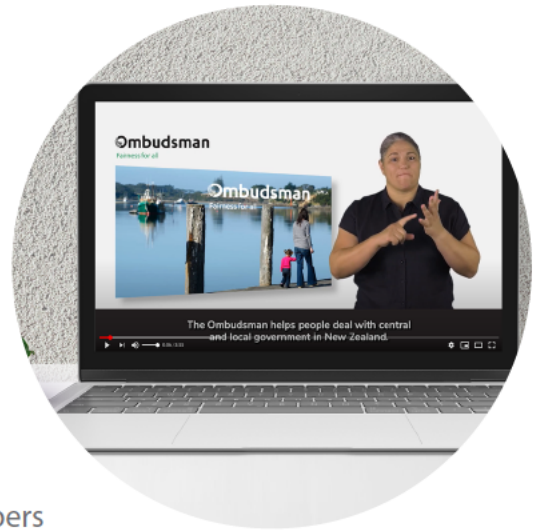 Ombudsman
Fairness for all
Ombudsman
Fairness for all
The Ombudsman helps people deal with central
and local government in New Zealand.